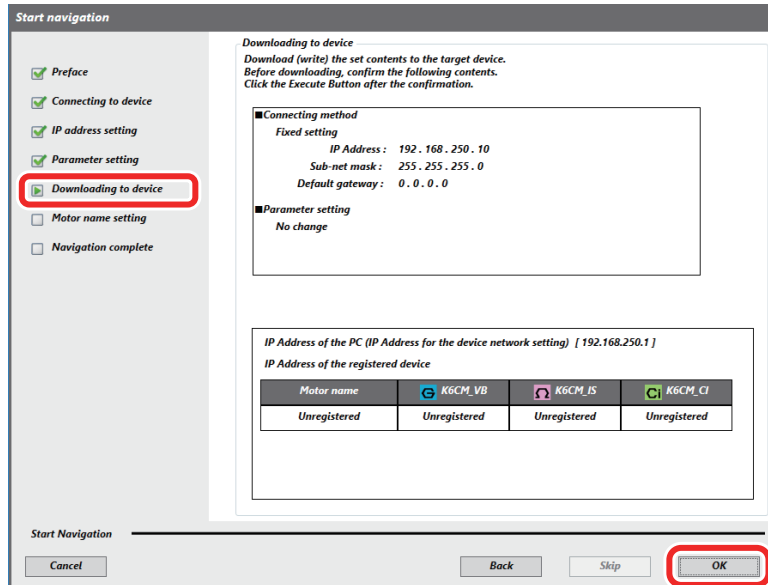 Start navigation
Preface
Connecting to device
IP address setting
Parameter setting
Downloading to device
Motor name setting
Navigation complete
Downloading to device
Download (write) the set contents to the target device.
Before downloading, confirm the following contents.
Click the Execute Button after the confirmation.
■Connecting method
Fixed setting
IP Address : 192 . 168 . 250 . 10
Sub-net mask : 255 . 255 . 255 . 0
Default gateway : 0 . 0 . 0 . 0
■Parameter setting
No change
IP Address of the PC (IP Address for the device network setting) [ 192.168.250.1 ]
IP Address of the registered device
Motor name K6CM_VB Ω K6CM_IS Ci K6CM_CI
Unregistered Unregistered Unregistered Unregistered
Start Navigation
Cancel Back Skip OK